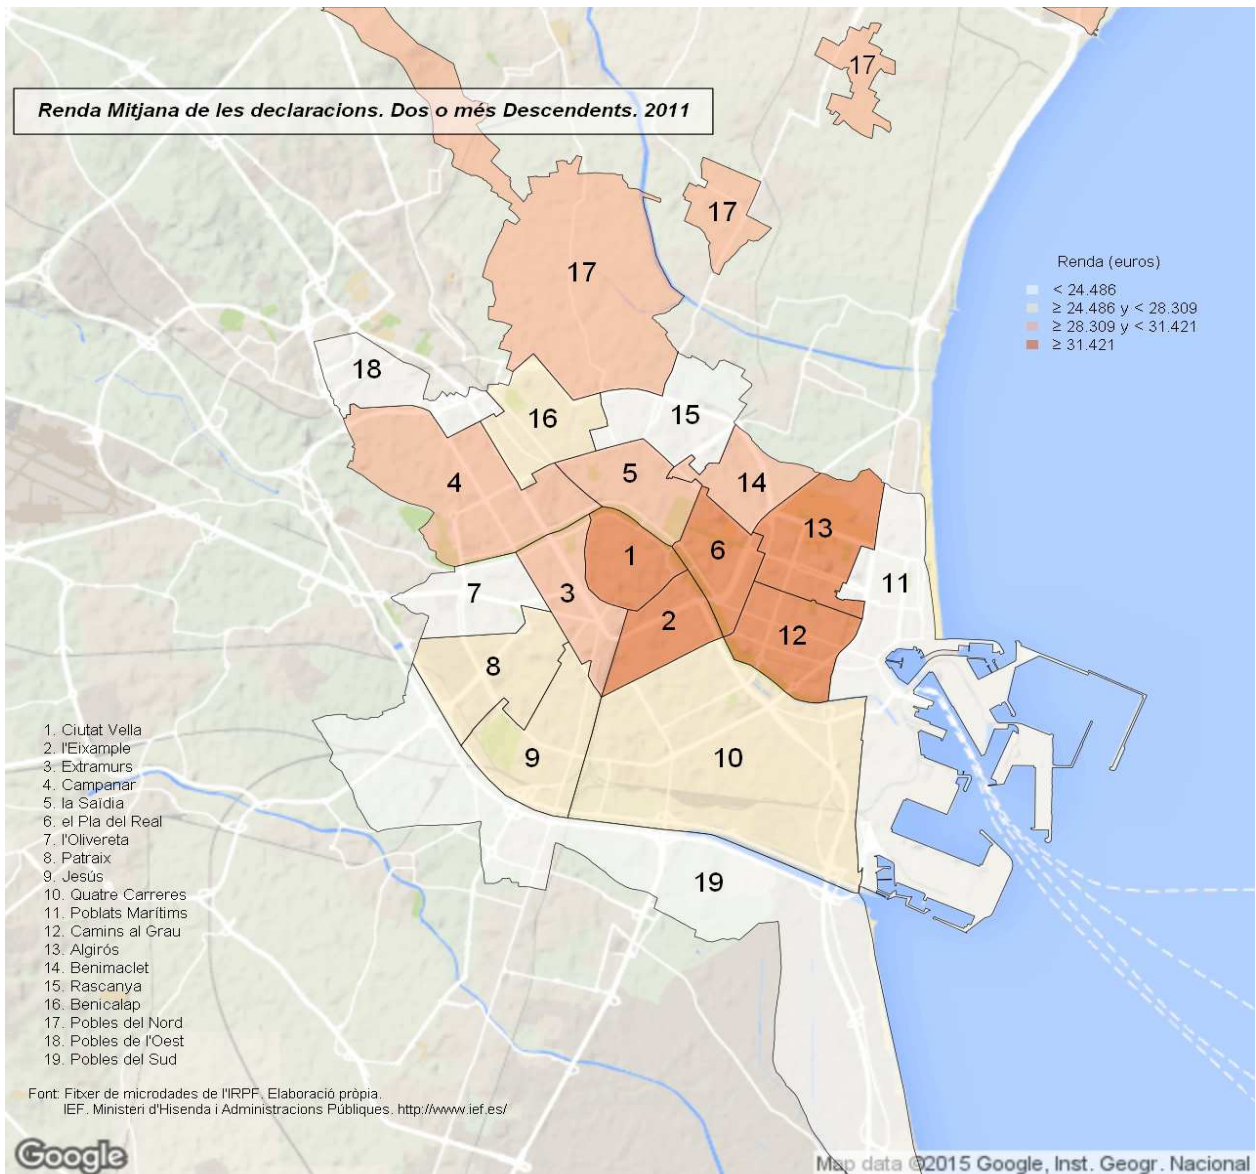 Renda Mitjana de les declaracions. Dos o més Descendents. 2011
17
17
17
Renda (euros)
< 24.486
≥ 24.486 y < 28.309
≥ 28.309 y < 31.421
≥ 31.421
18
16
15
4
5
14
13
1
6
11
7
3
2
12
8
9
10
19
1. Ciutat Vella
2. l'Eixample
3. Extramurs
4. Campanar
5. la Saïdia
6. el Pla del Real
7. l'Olivereta
8. Patraix
9. Jesús
10. Quatre Carreres
11. Poblats Marítims
12. Camins al Grau
13. Algirós
14. Benimaclet
15. Rascanya
16. Benicalap
17. Pobles del Nord
18. Pobles de l'Oest
19. Pobles del Sud
Font: Fitxer de microdades de l'IRPF. Elaboració pròpia.
IEF. Ministeri d'Hisenda i Administracions Públiques. http://www.ief.es/
Google
Map data ©2015 Google, Inst. Geogr. Nacional